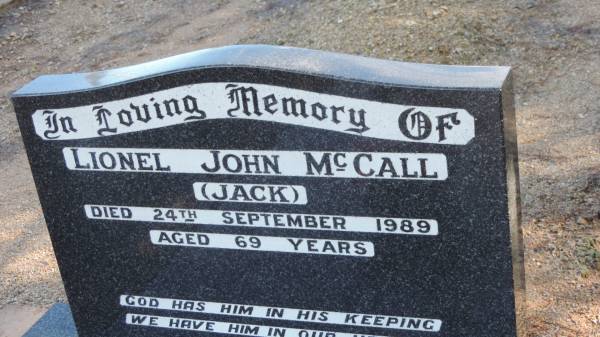 In Loving Memory Of
LIONEL JOHN McCALL
(JACK)
DIED 24TH SEPTEMBER 1989
AGED 69 YEARS
GOD HAS HIM IN HIS KEEPING
WE HAVE HIM IN OUR